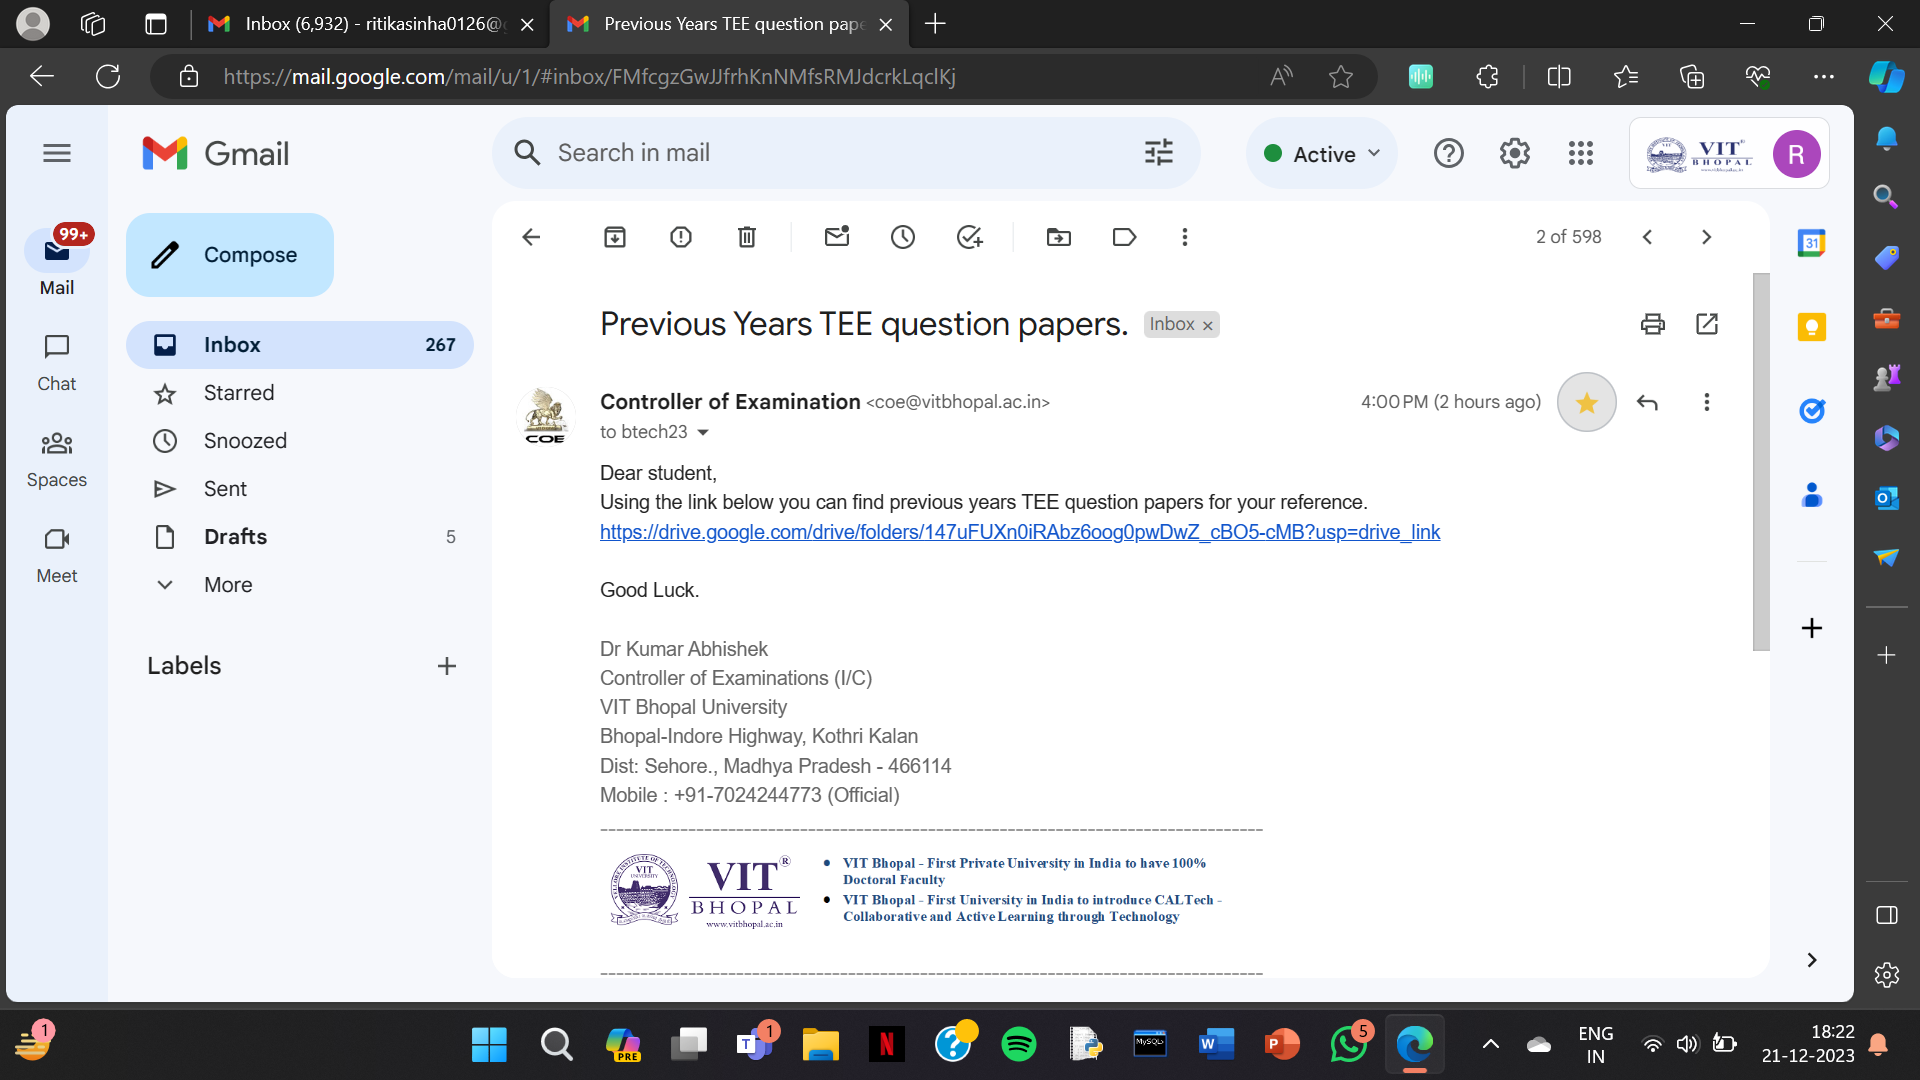 Inbox (6,932) - ritikasinha0126@g
Previous Years TEE question pape
https://mail.google.com/mail/u/1/#inbox/FMfcgzGwJJfrhKnNMfsRMJdcrkLqclKj
Gmail
Search in mail
Active
VIT
BHOPAL
R
99+
Mail
Chat
Spaces
Meet
Compose
Inbox 267
Starred
Snoozed
Sent
Drafts 5
More
Labels
2 of 598
31
Previous Years TEE question papers. Inbox x
COE
Controller of Examination <coe@vitbhopal.ac.in>
4:00 PM (2 hours ago)
to btech23
Dear student,
Using the link below you can find previous years TEE question papers for your reference.
https://drive.google.com/drive/folders/147uFUXn0iRAbz6oog0pwDwZ_cBO5-cMB?usp=drive_link
Good Luck.
Dr Kumar Abhishek
Controller of Examinations (I/C)
VIT Bhopal University
Bhopal-Indore Highway, Kothri Kalan
Dist: Sehore., Madhya Pradesh - 466114
Mobile : +91-7024244773 (Official)
VIT
UNIVERSITY
VIT®
BHOPAL
www.vitbhopal.ac.in
• VIT Bhopal - First Private University in India to have 100%
Doctoral Faculty
• VIT Bhopal - First University in India to introduce CALTech -
Collaborative and Active Learning through Technology
1
PRE
T
1
N
?
MySQL
W
P
5
ENG
IN
18:22
21-12-2023